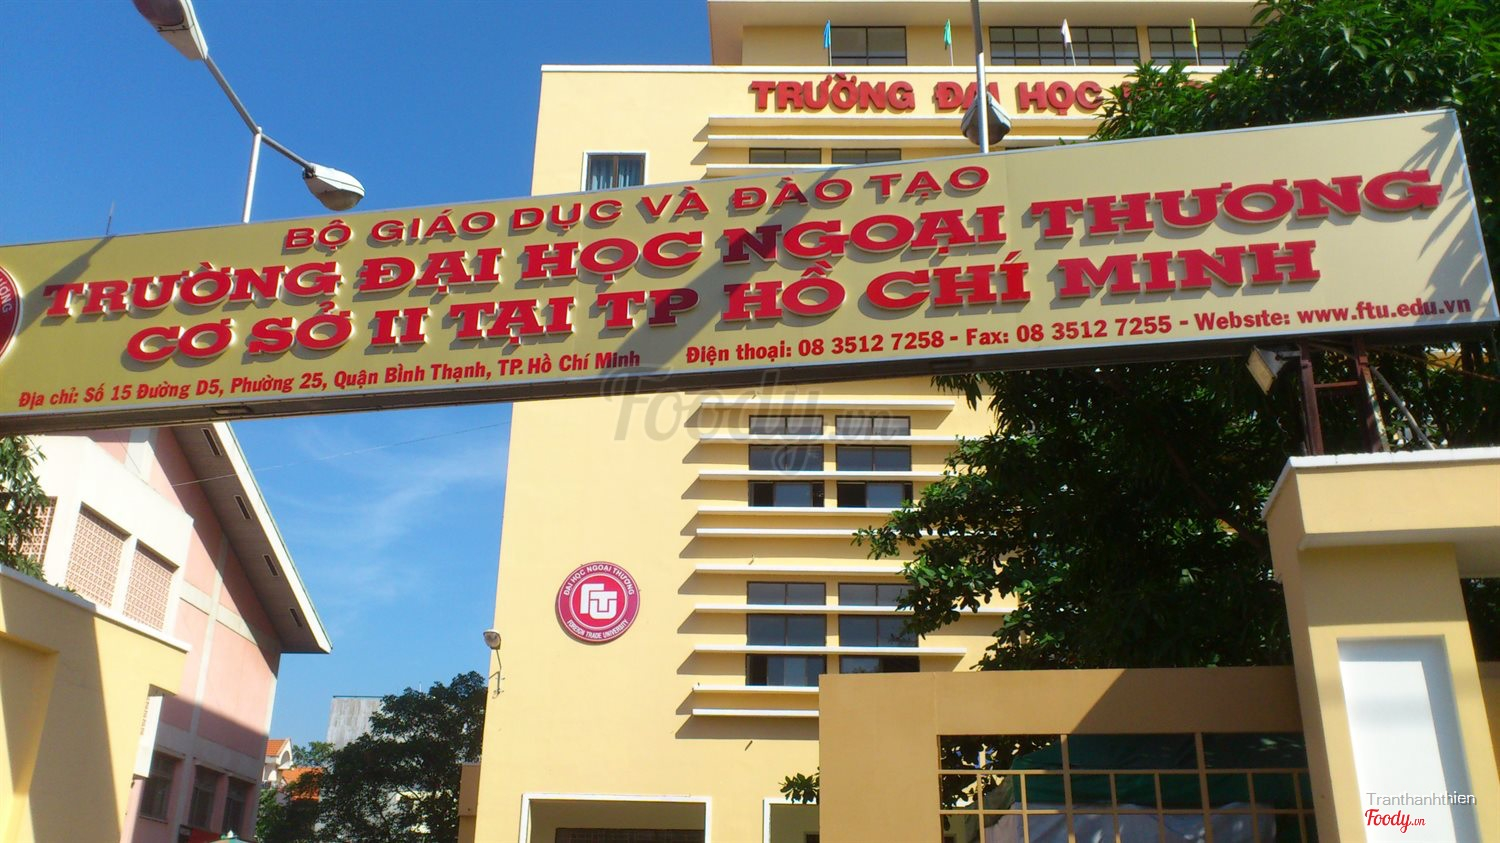 TRƯỜNG ĐẠI HỌC
BỘ GIÁO DỤC VÀ ĐÀO TẠO
TRƯỜNG ĐẠI HỌC NGOẠI THƯƠNG
CƠ SỞ II TẠI TP HỒ CHÍ MINH
Địa chỉ: Số 15 Đường D5, Phường 25, Quận Bình Thạnh, TP. Hồ Chí Minh Điện thoại: 08 3512 7258 - Fax: 08 3512 7255 - Website: www.ftu.edu.vn
Foody.vn
ĐẠI HỌC NGOẠI THƯƠNG
FTU
FOREIGN TRADE UNIVERSITY
Tranthanhthien
Foody.vn